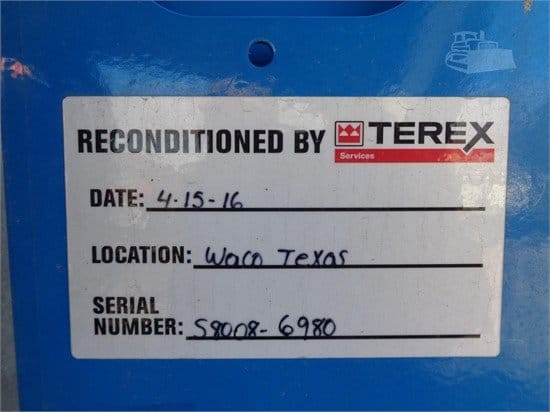 RECONDITIONED BY TEREX
Services
DATE: 4-15-16
LOCATION: Waco Texas
SERIAL
NUMBER: S8008-6980